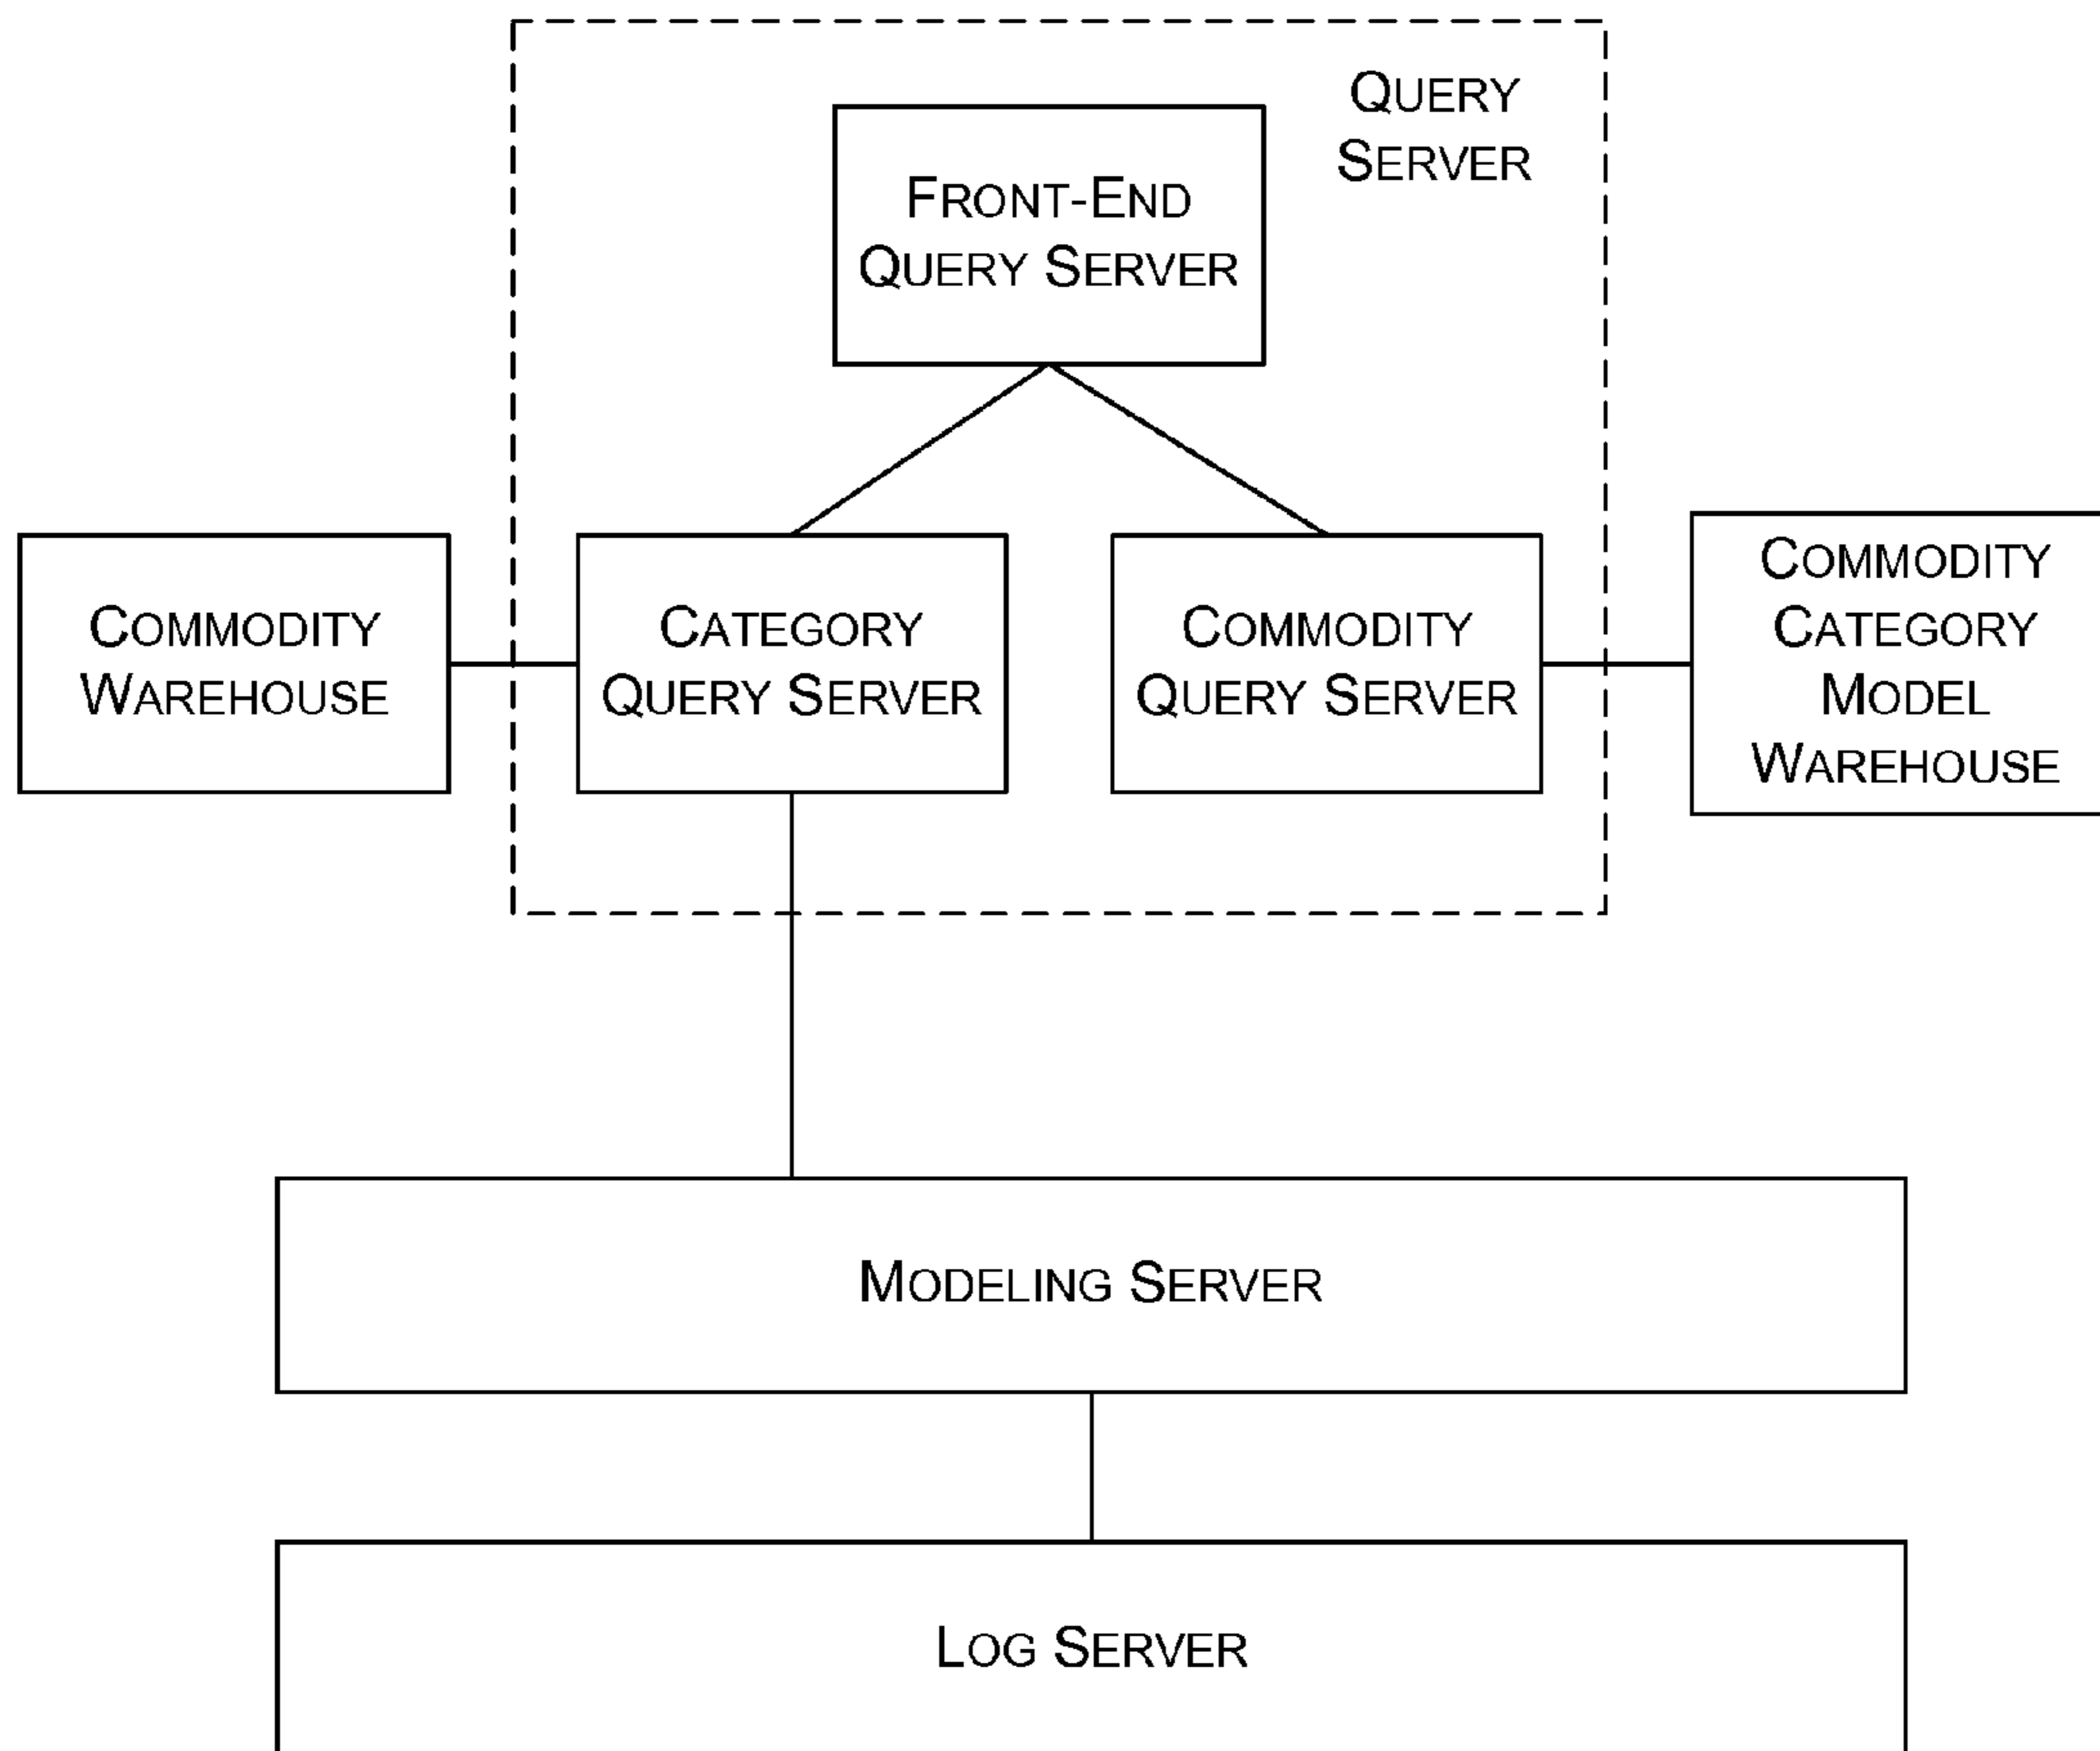 QUERY
SERVER
FRONT-END
QUERY SERVER
COMMODITY
WAREHOUSE
CATEGORY
QUERY SERVER
COMMODITY
QUERY SERVER
COMMODITY
CATEGORY
MODEL
WAREHOUSE
MODELING SERVER
LOG SERVER